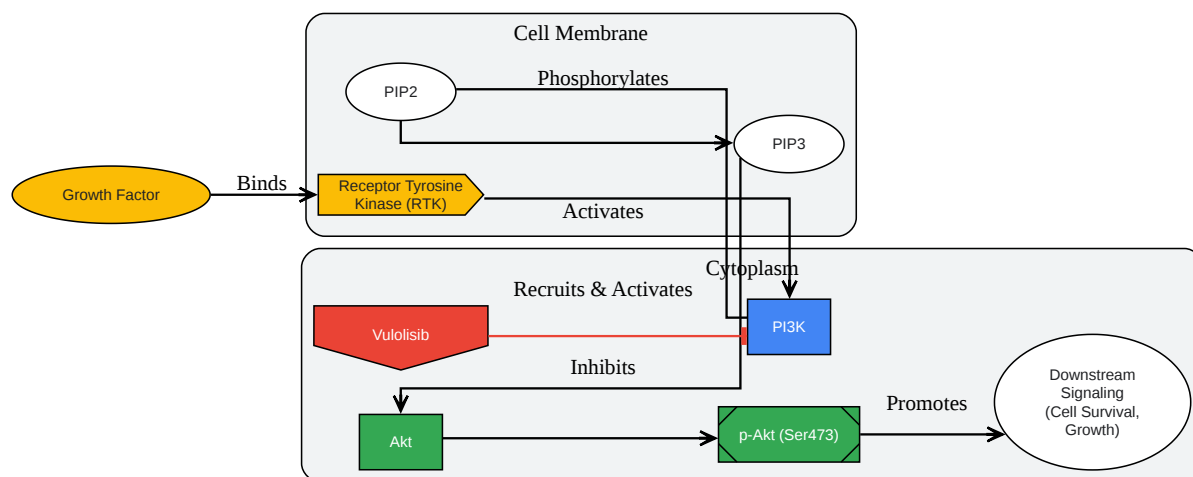 Cell Membrane
Phosphorylates
PIP2
PIP3
Growth Factor
Binds
Receptor Tyrosine
Kinase (RTK)
Activates
Cytoplasm
Recruits & Activates
Vulolisib
PI3K
Inhibits
Downstream
Signaling
(Cell Survival,
Growth)
Promotes
Akt
p-Akt (Ser473)